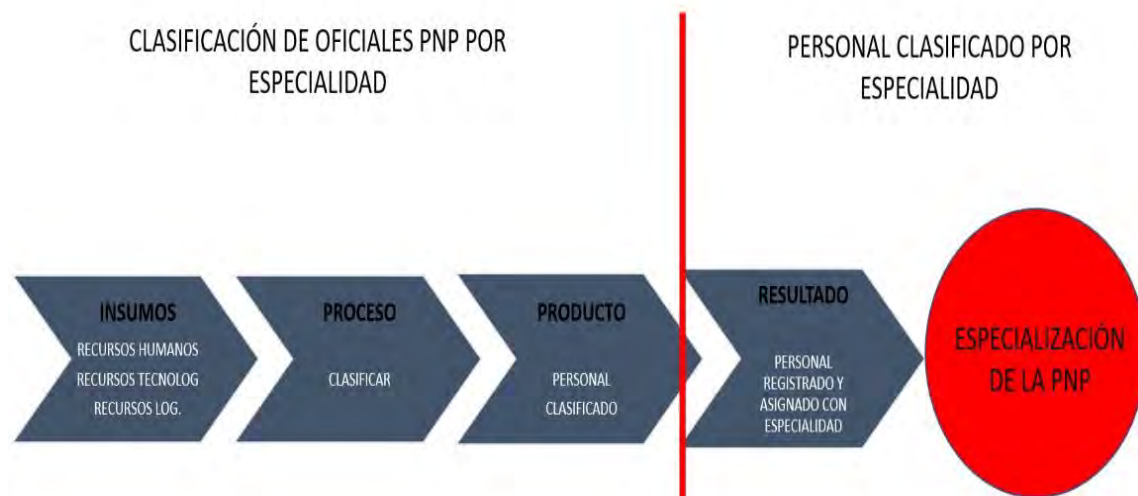 CLASIFICACIÓN DE OFICIALES PNP POR
ESPECIALIDAD
PERSONAL CLASIFICADO POR
ESPECIALIDAD
INSUMOS
RECURSOS HUMANOS
RECURSOS TECNOLOG
RECURSOS LOG.
PROCESO
CLASIFICAR
PRODUCTO
PERSONAL
CLASIFICADO
RESULTADO
PERSONAL
REGISTRADO Y
ASIGNADO CON
ESPECIALIDAD
ESPECIALIZACIÓN
DE LA PNP